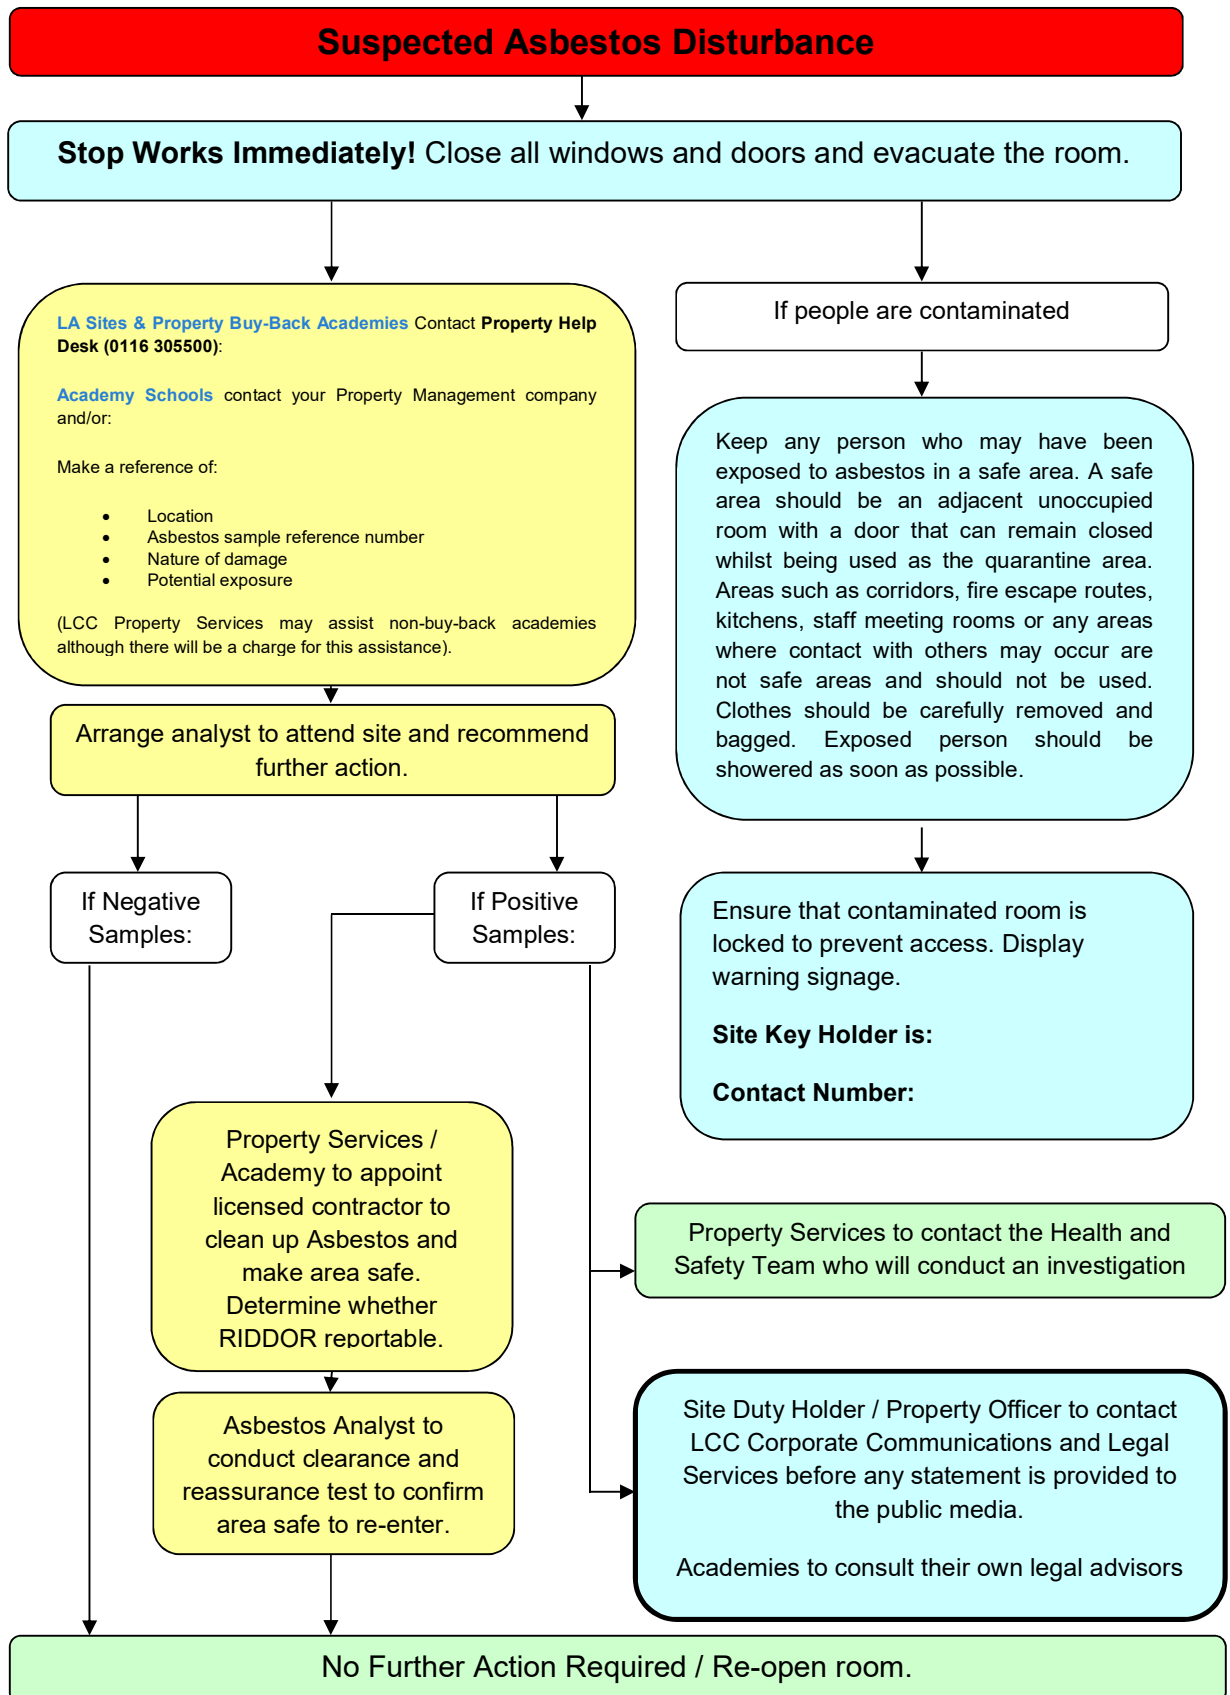 Suspected Asbestos Disturbance
Stop Works Immediately! Close all windows and doors and evacuate the room.
LA Sites & Property Buy-Back Academies Contact Property Help
Desk (0116 305500):
Academy Schools contact your Property Management company
and/or:
Make a reference of:
• Location
• Asbestos sample reference number
• Nature of damage
• Potential exposure
(LCC Property Services may assist non-buy-back academies
although there will be a charge for this assistance).
If people are contaminated
Keep any person who may have been
exposed to asbestos in a safe area. A safe
area should be an adjacent unoccupied
room with a door that can remain closed
whilst being used as the quarantine area.
Areas such as corridors, fire escape routes,
kitchens, staff meeting rooms or any areas
where contact with others may occur are
not safe areas and should not be used.
Clothes should be carefully removed and
bagged. Exposed person should be
showered as soon as possible.
Arrange analyst to attend site and recommend
further action.
If Negative
Samples:
If Positive
Samples:
Ensure that contaminated room is
locked to prevent access. Display
warning signage.
Site Key Holder is:
Contact Number:
Property Services /
Academy to appoint
licensed contractor to
clean up Asbestos and
make area safe.
Determine whether
RIDDOR reportable.
Property Services to contact the Health and
Safety Team who will conduct an investigation
Asbestos Analyst to
conduct clearance and
reassurance test to confirm
area safe to re-enter.
Site Duty Holder / Property Officer to contact
LCC Corporate Communications and Legal
Services before any statement is provided to
the public media.
Academies to consult their own legal advisors
No Further Action Required / Re-open room.